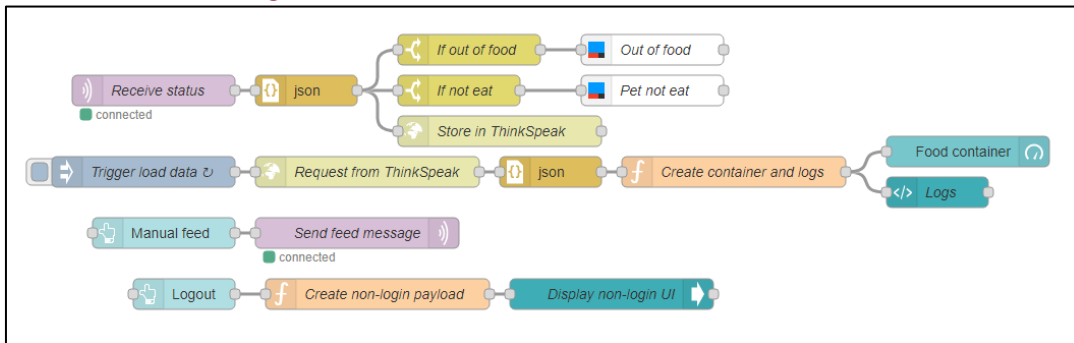 If out of food
Out of food
Receive status
json
If not eat
Pet not eat
connected
Store in ThinkSpeak
Food container
Trigger load data ↻
Request from ThinkSpeak
json
Create container and logs
Logs
Manual feed
Send feed message
connected
Logout
Create non-login payload
Display non-login UI